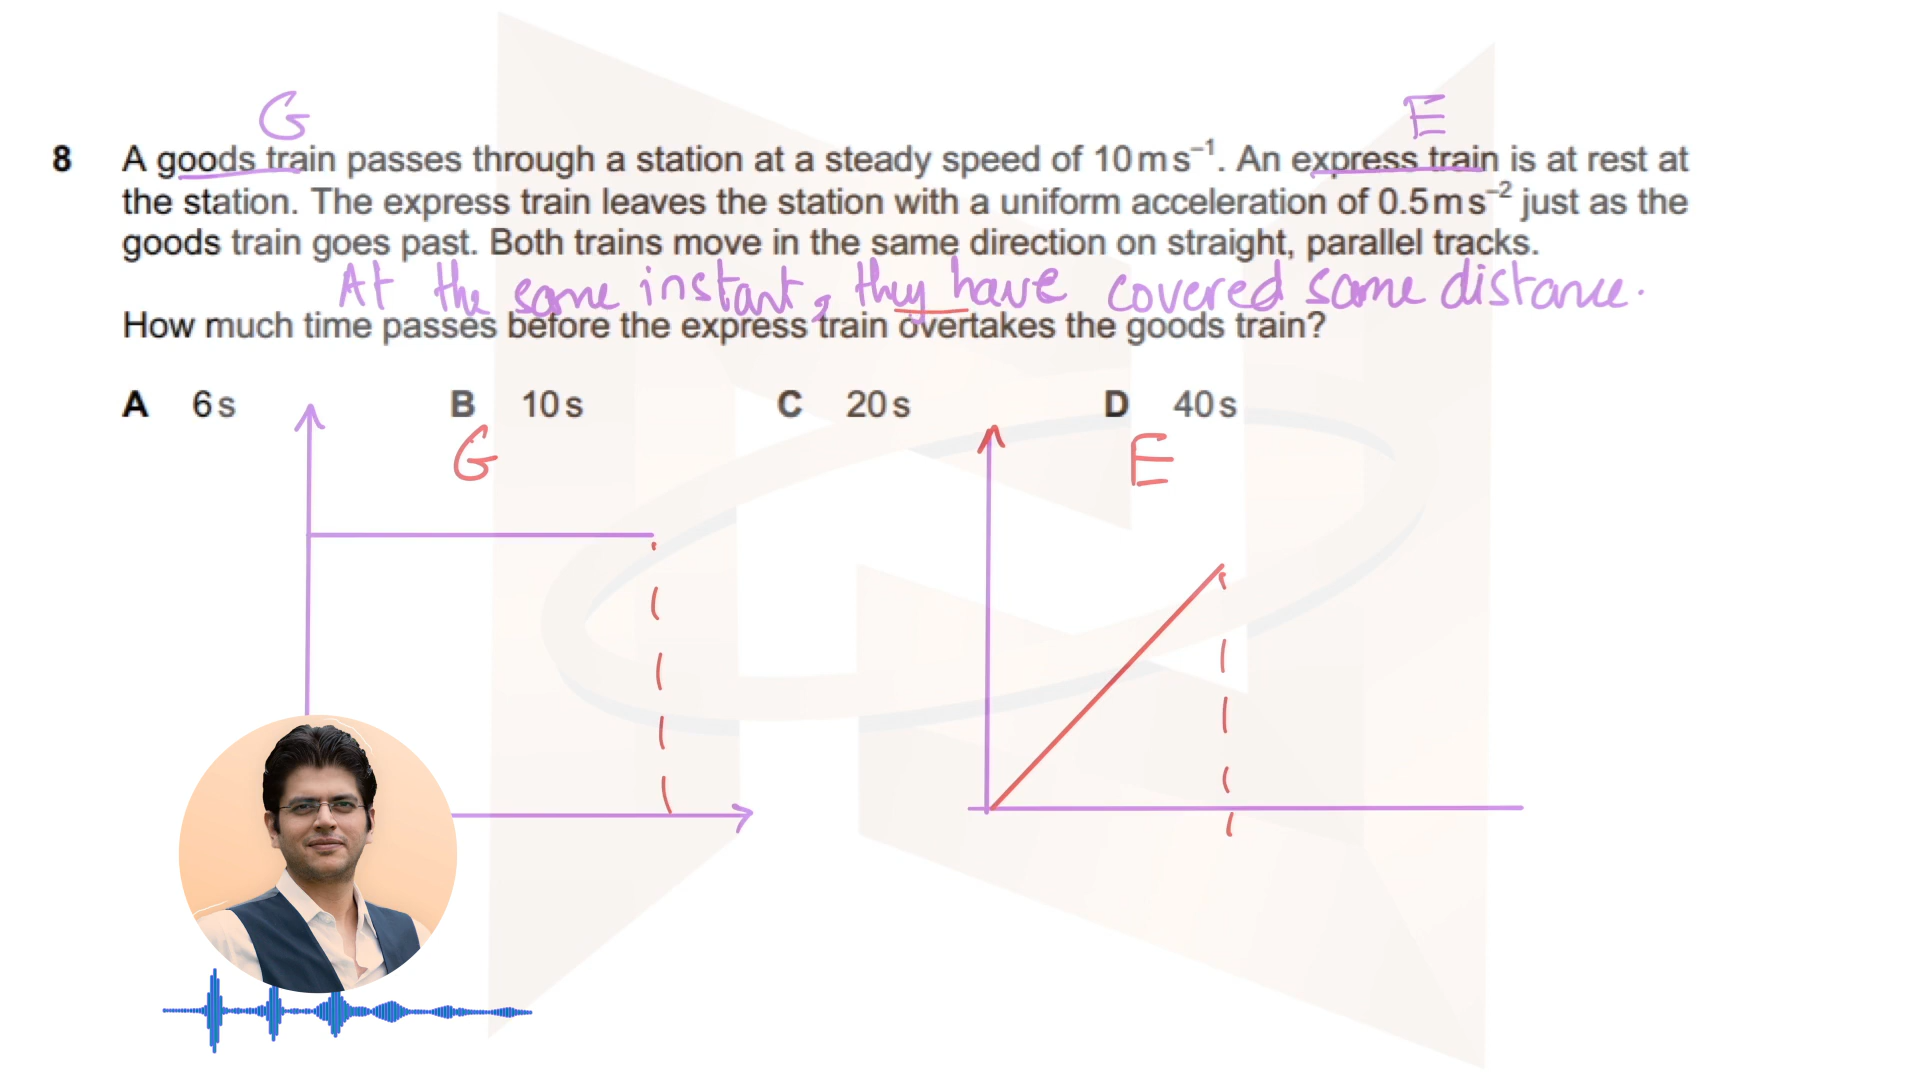 G E
8 A goods train passes through a station at a steady speed of 10 m s⁻¹. An express train is at rest at
the station. The express train leaves the station with a uniform acceleration of 0.5 m s⁻² just as the
goods train goes past. Both trains move in the same direction on straight, parallel tracks.
At the same instant, they have covered same distance.
How much time passes before the express train overtakes the goods train?
A 6 s B 10 s C 20 s D 40 s
G E